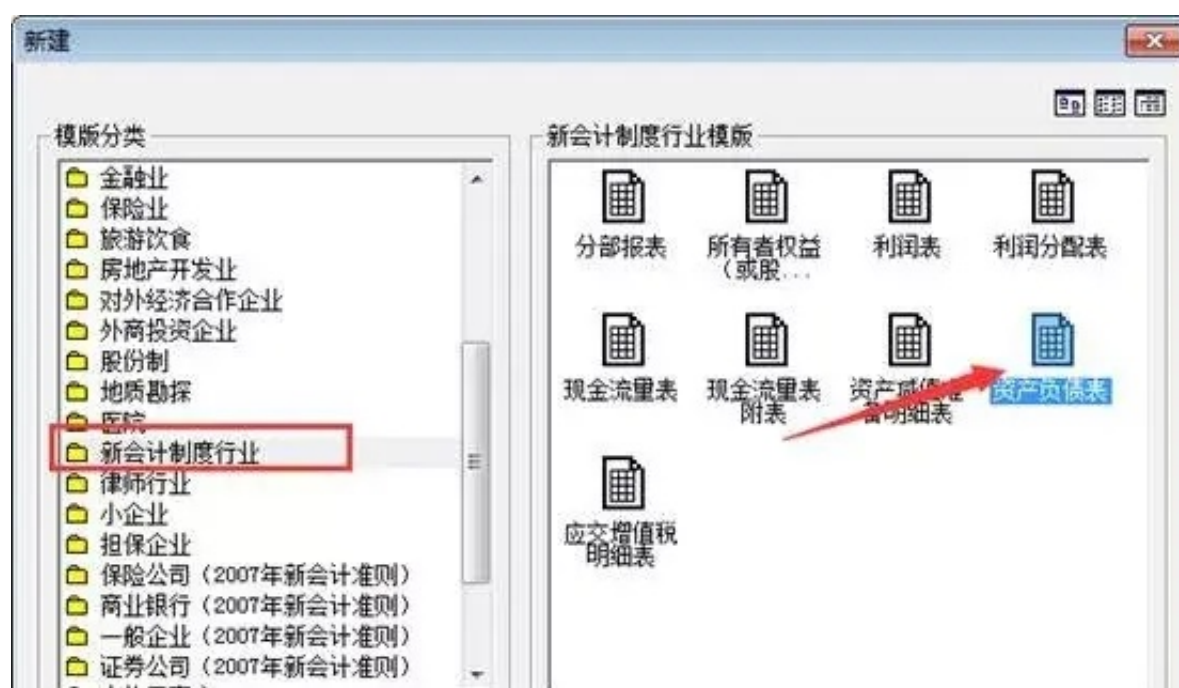 新建
模版分类
金融业
保险业
旅游饮食
房地产开发业
对外经济合作企业
外商投资企业
股份制
地质勘探
医院
新会计制度行业
律师行业
小企业
担保企业
保险公司（2007年新会计准则）
商业银行（2007年新会计准则）
一般企业（2007年新会计准则）
证券公司（2007年新会计准则）
新会计制度行业模版
分部报表
所有者权益
（或股...
利润表
利润分配表
现金流量表
现金流量表
附表
资产减值准
备明细表
资产负债表
应交增值税
明细表